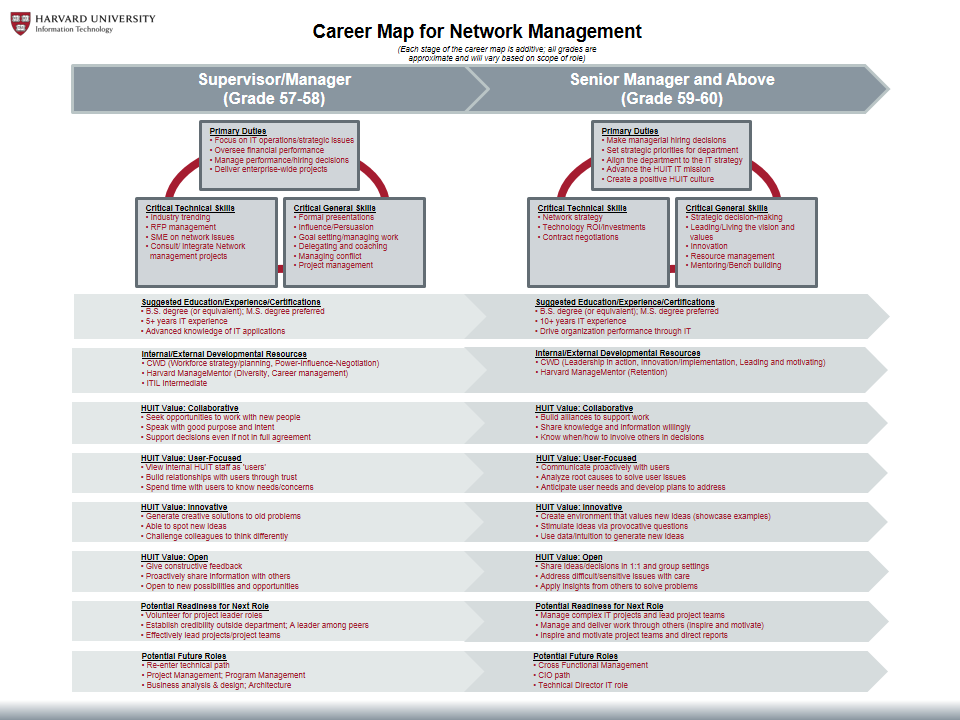 HARVARD UNIVERSITY
Information Technology
Career Map for Network Management
(Each stage of the career map is additive; all grades are
approximate and will vary based on scope of role)
Supervisor/Manager
(Grade 57-58)
Senior Manager and Above
(Grade 59-60)
Primary Duties
• Focus on IT operations/strategic issues
• Oversee financial performance
• Manage performance/hiring decisions
• Deliver enterprise-wide projects
Critical Technical Skills
• Industry trending
• RFP management
• SME on network issues
• Consult/ Integrate Network
management projects
Critical General Skills
• Formal presentations
• Influence/Persuasion
• Goal setting/managing work
• Delegating and coaching
• Managing conflict
• Project management
Primary Duties
• Make managerial hiring decisions
• Set strategic priorities for department
• Align the department to the IT strategy
• Advance the HUIT IT mission
• Create a positive HUIT culture
Critical Technical Skills
• Network strategy
• Technology ROI/Investments
• Contract negotiations
Critical General Skills
• Strategic decision-making
• Leading/Living the vision and
values
• Innovation
• Resource management
• Mentoring/Bench building
Suggested Education/Experience/Certifications
• B.S. degree (or equivalent); M.S. degree preferred
• 5+ years IT experience
• Advanced knowledge of IT applications
Suggested Education/Experience/Certifications
• B.S. degree (or equivalent); M.S. degree preferred
• 10+ years IT experience
• Drive organization performance through IT
Internal/External Developmental Resources
• CWD (Workforce strategy/planning, Power-Influence-Negotiation)
• Harvard ManageMentor (Diversity, Career management)
• ITIL Intermediate
Internal/External Developmental Resources
• CWD (Leadership in action, Innovation/Implementation, Leading and motivating)
• Harvard ManageMentor (Retention)
HUIT Value: Collaborative
• Seek opportunities to work with new people
• Speak with good purpose and intent
• Support decisions even if not in full agreement
HUIT Value: Collaborative
• Build alliances to support work
• Share knowledge and information willingly
• Know when/how to involve others in decisions
HUIT Value: User-Focused
• View internal HUIT staff as 'users'
• Build relationships with users through trust
• Spend time with users to know needs/concerns
HUIT Value: User-Focused
• Communicate proactively with users
• Analyze root causes to solve user issues
• Anticipate user needs and develop plans to address
HUIT Value: Innovative
• Generate creative solutions to old problems
• Able to spot new ideas
• Challenge colleagues to think differently
HUIT Value: Innovative
• Create environment that values new ideas (showcase examples)
• Stimulate ideas via provocative questions
• Use data/intuition to generate new ideas
HUIT Value: Open
• Give constructive feedback
• Proactively share information with others
• Open to new possibilities and opportunities
HUIT Value: Open
• Share ideas/decisions in 1:1 and group settings
• Address difficult/sensitive issues with care
• Apply insights from others to solve problems
Potential Readiness for Next Role
• Volunteer for project leader roles
• Establish credibility outside department; A leader among peers
• Effectively lead projects/project teams
Potential Readiness for Next Role
• Manage complex IT projects and lead project teams
• Manage and deliver work through others (inspire and motivate)
• Inspire and motivate project teams and direct reports
Potential Future Roles
• Re-enter technical path
• Project Management; Program Management
• Business analysis & design; Architecture
Potential Future Roles
• Cross Functional Management
• CIO path
• Technical Director IT role